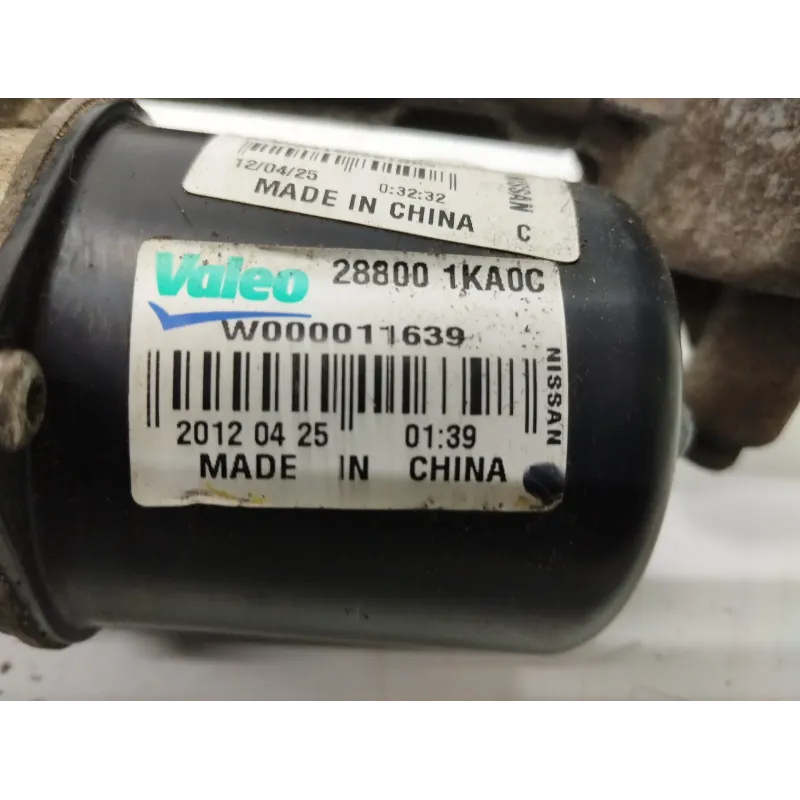 12/04/25 0:32:32
MADE IN CHINA
NISSAN C
Valeo 28800 1KA0C
W000011639
2012 04 25 01:39
MADE IN CHINA
NISSAN